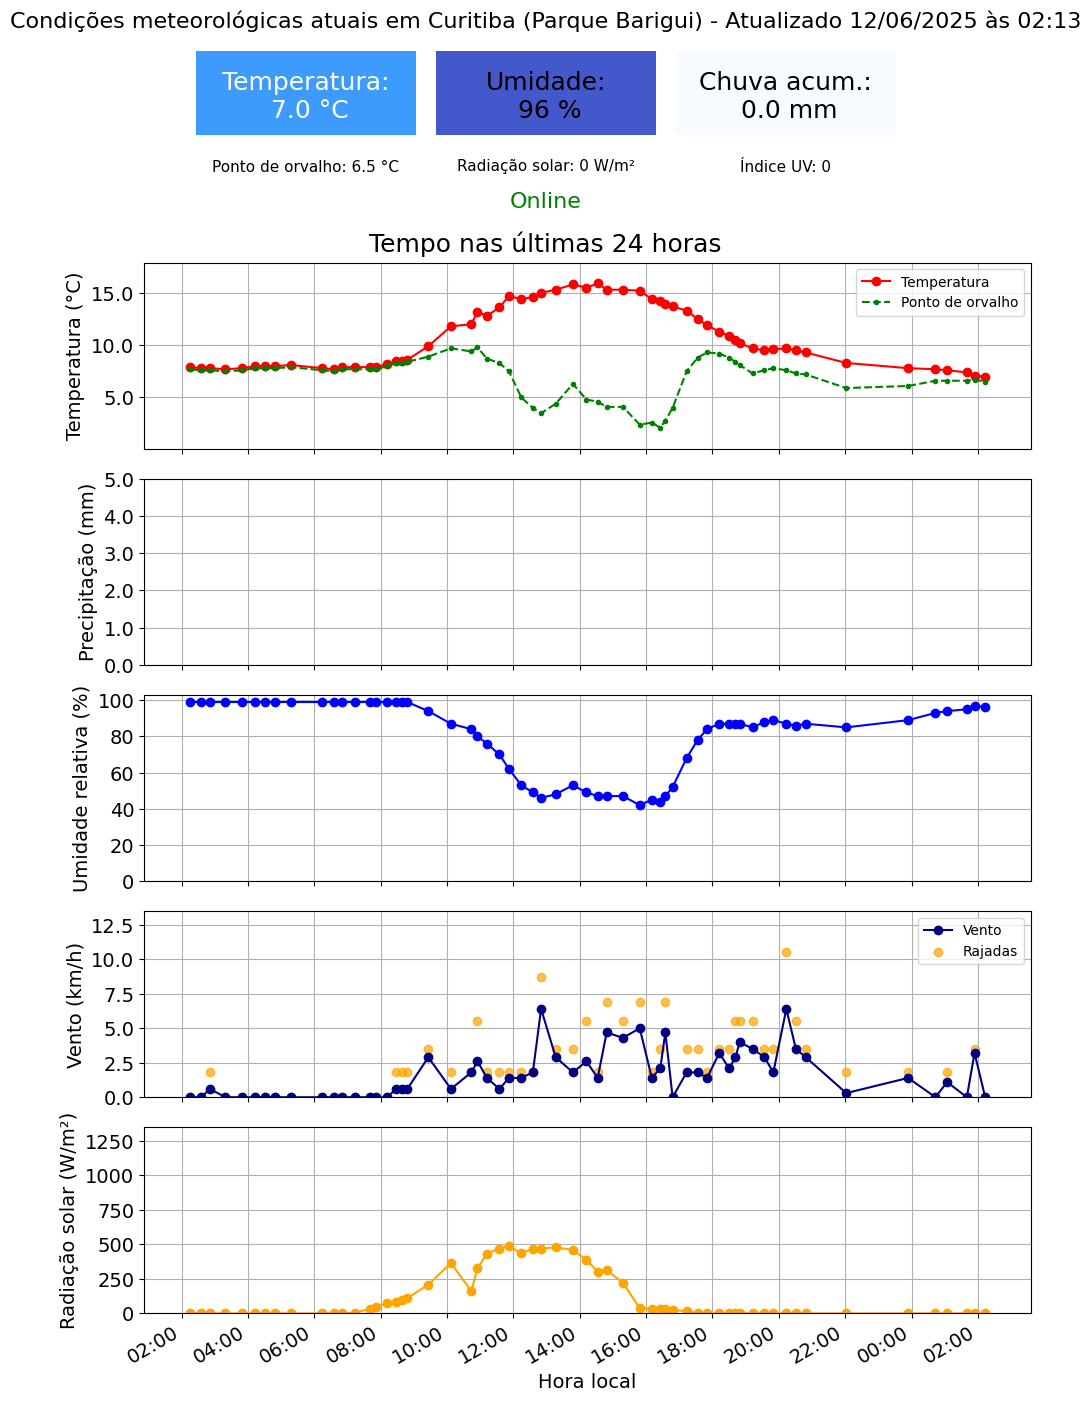 Condições meteorológicas atuais em Curitiba (Parque Barigui) - Atualizado 12/06/2025 às 02:13
Temperatura:
7.0 °C
Umidade:
96 %
Chuva acum.:
0.0 mm
Ponto de orvalho: 6.5 °C
Radiação solar: 0 W/m²
Índice UV: 0
Online
Tempo nas últimas 24 horas
Temperatura (°C)
15.0
10.0
5.0
Temperatura
Ponto de orvalho
Precipitação (mm)
5.0
4.0
3.0
2.0
1.0
0.0
Umidade relativa (%)
100
80
60
40
20
0
Vento (km/h)
12.5
10.0
7.5
5.0
2.5
0.0
Vento
Rajadas
Radiação solar (W/m²)
1250
1000
750
500
250
0
02:00
04:00
06:00
08:00
10:00
12:00
14:00
16:00
18:00
20:00
22:00
00:00
02:00
Hora local